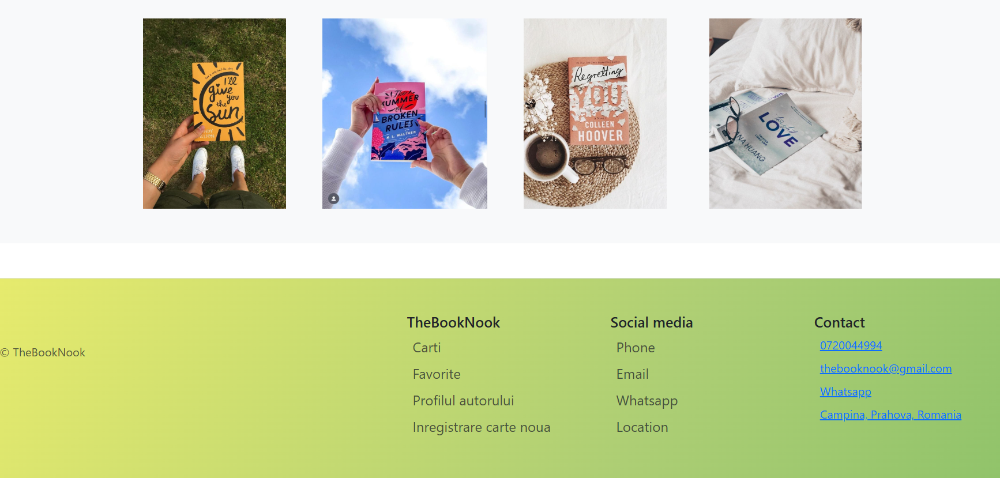 I'll
give
you
the
Sun
The
SUMMER
of
BROKEN
RULES
K. L. WALTHER
Regretting
YOU
A Novel
COLLEEN
HOOVER
LOVE
LOVE
ANA HUANG
© TheBookNook
TheBookNook
Carti
Favorite
Profilul autorului
Inregistrare carte noua
Social media
Phone
Email
Whatsapp
Location
Contact
0720044994
thebooknook@gmail.com
Whatsapp
Campina, Prahova, Romania